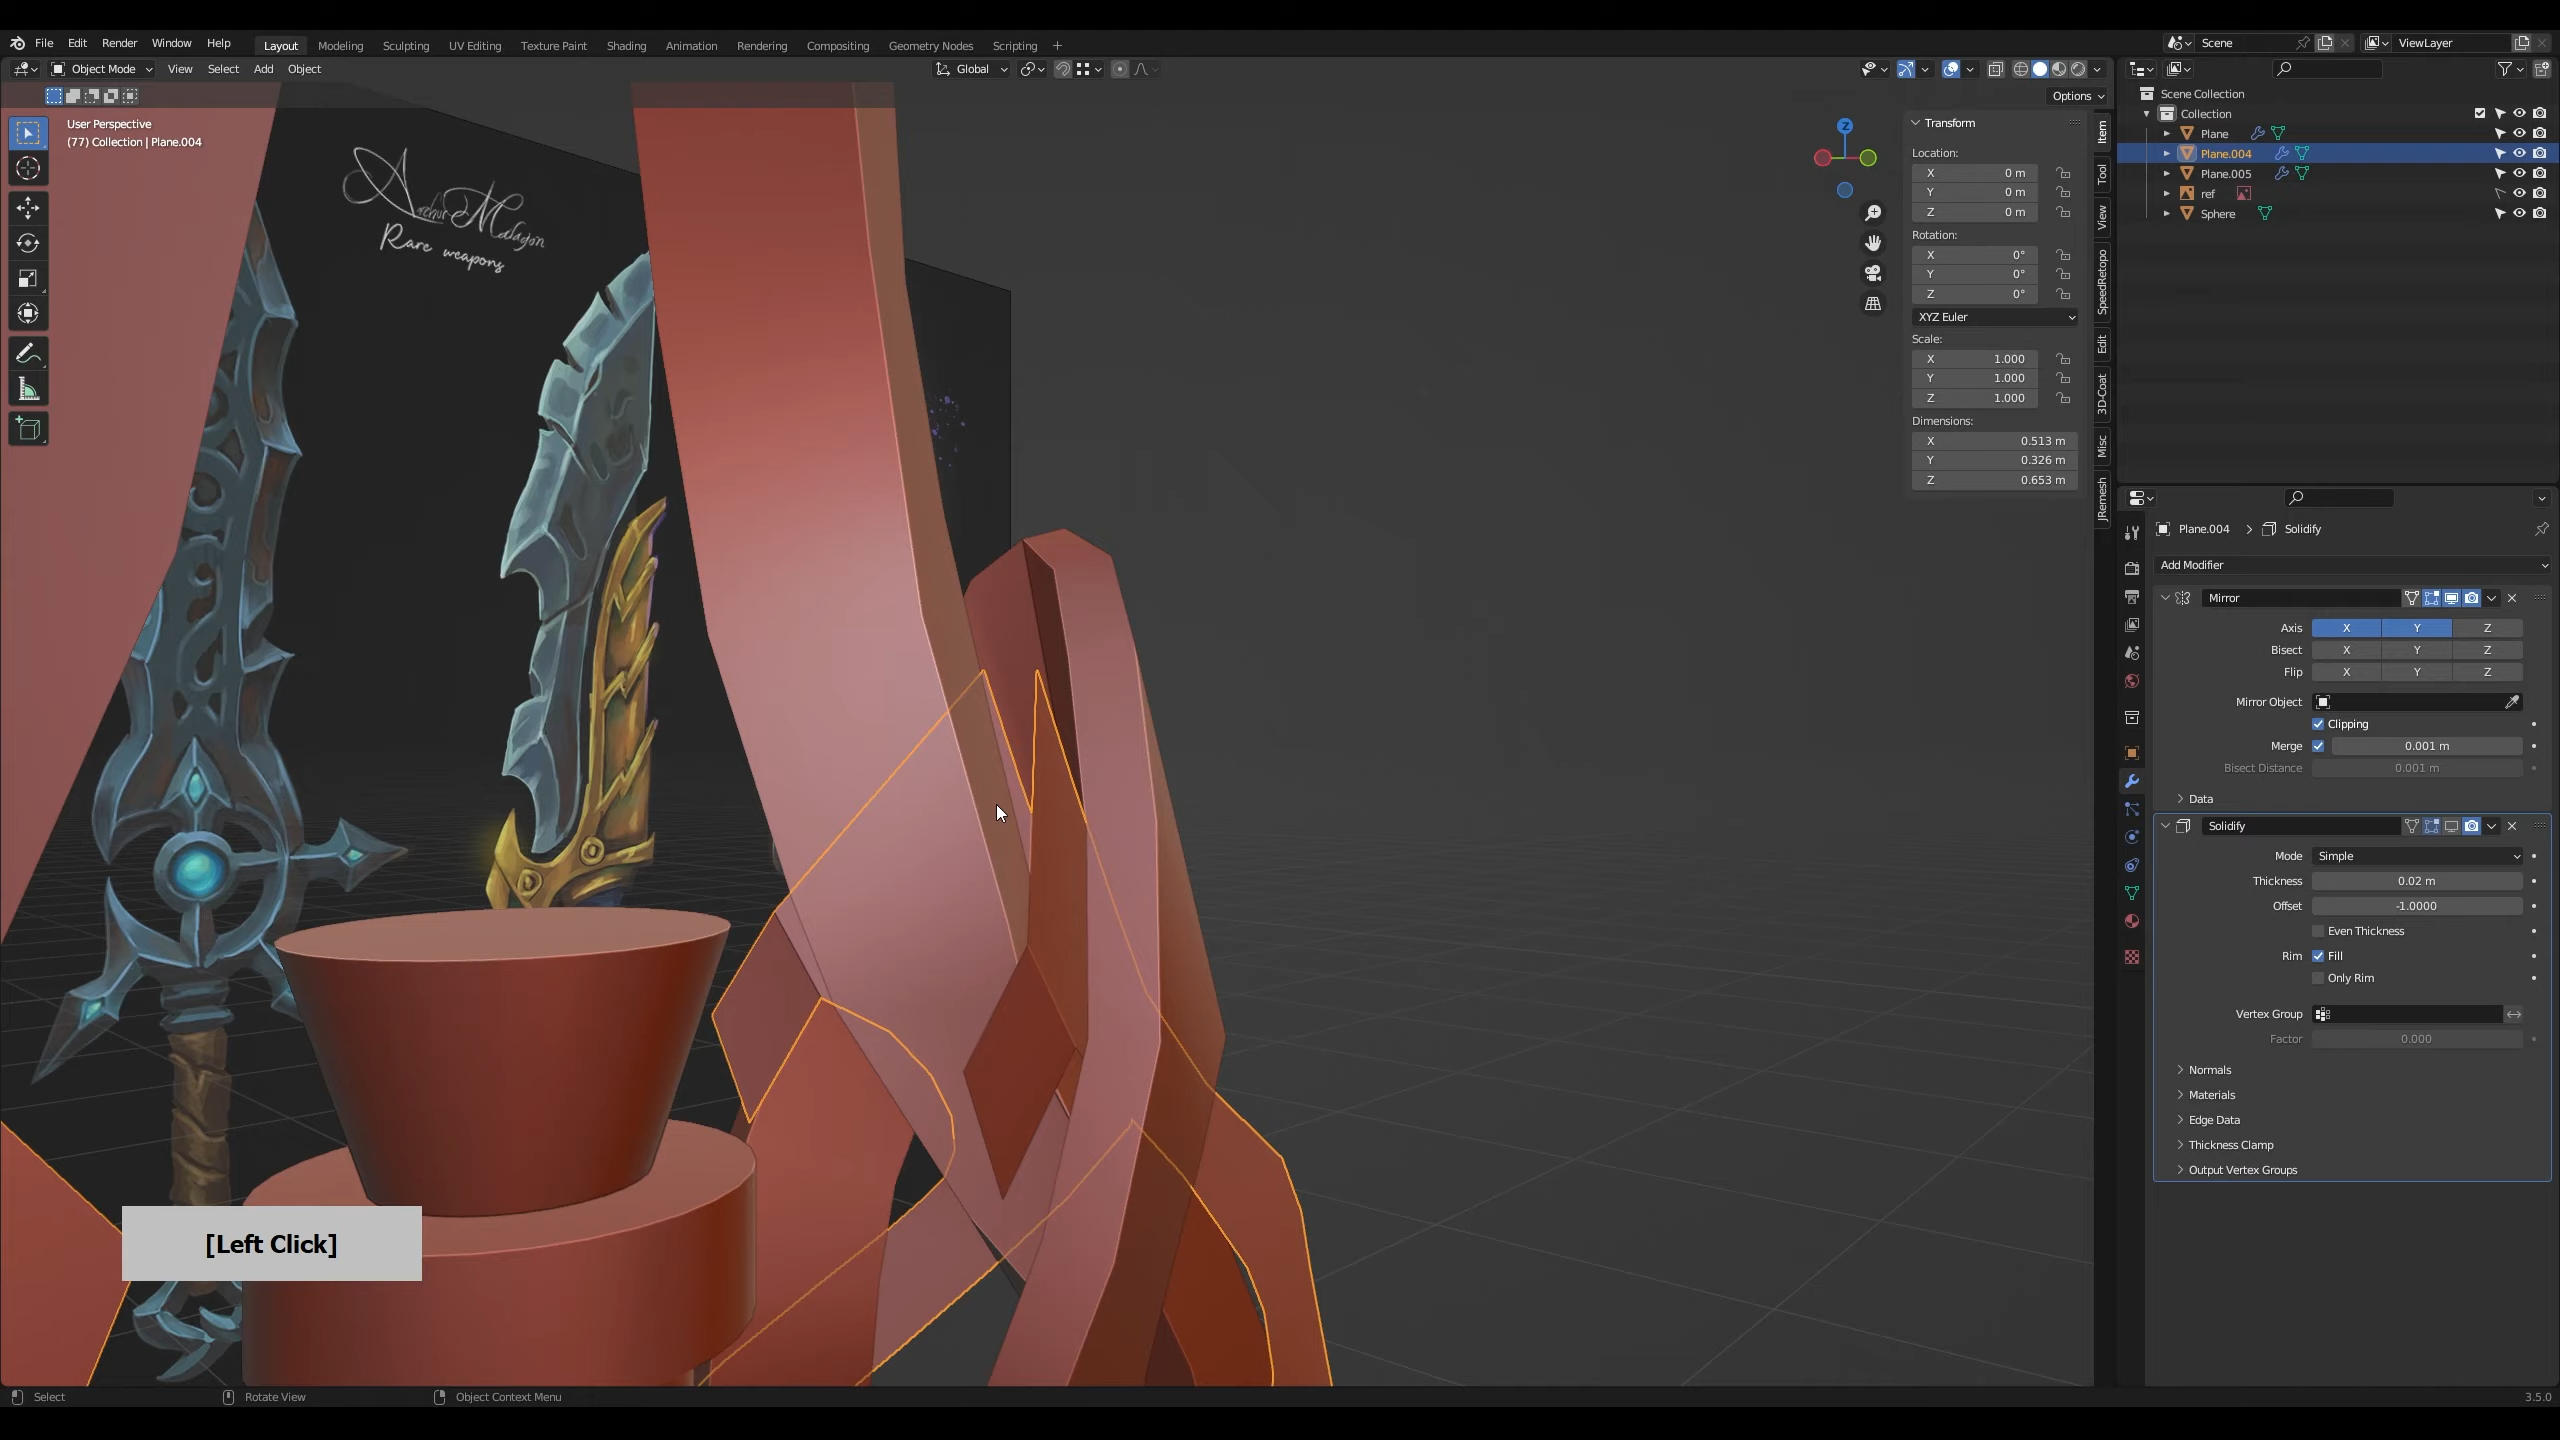 File Edit Render Window Help Layout Modeling Sculpting UV Editing Texture Paint Shading Animation Rendering Compositing Geometry Nodes Scripting + Scene ViewLayer
Object Mode View Select Add Object Global
Options
User Perspective
(77) Collection | Plane.004
Rare weapons
Transform
Location:
X 0 m
Y 0 m
Z 0 m
Rotation:
X 0°
Y 0°
Z 0°
XYZ Euler
Scale:
X 1.000
Y 1.000
Z 1.000
Dimensions:
X 0.513 m
Y 0.326 m
Z 0.653 m
Item
Tool
View
SpeedRetopo
Edit
3D-Coat
Misc
JRemesh
Scene Collection
Collection
Plane
Plane.004
Plane.005
ref
Sphere
Plane.004 > Solidify
Add Modifier
Mirror
Axis X Y Z
Bisect X Y Z
Flip X Y Z
Mirror Object
Clipping
Merge 0.001 m
Bisect Distance 0.001 m
Data
Solidify
Mode Simple
Thickness 0.02 m
Offset -1.0000
Even Thickness
Rim Fill
Only Rim
Vertex Group
Factor 0.000
Normals
Materials
Edge Data
Thickness Clamp
Output Vertex Groups
[Left Click]
Select Rotate View Object Context Menu 3.5.0